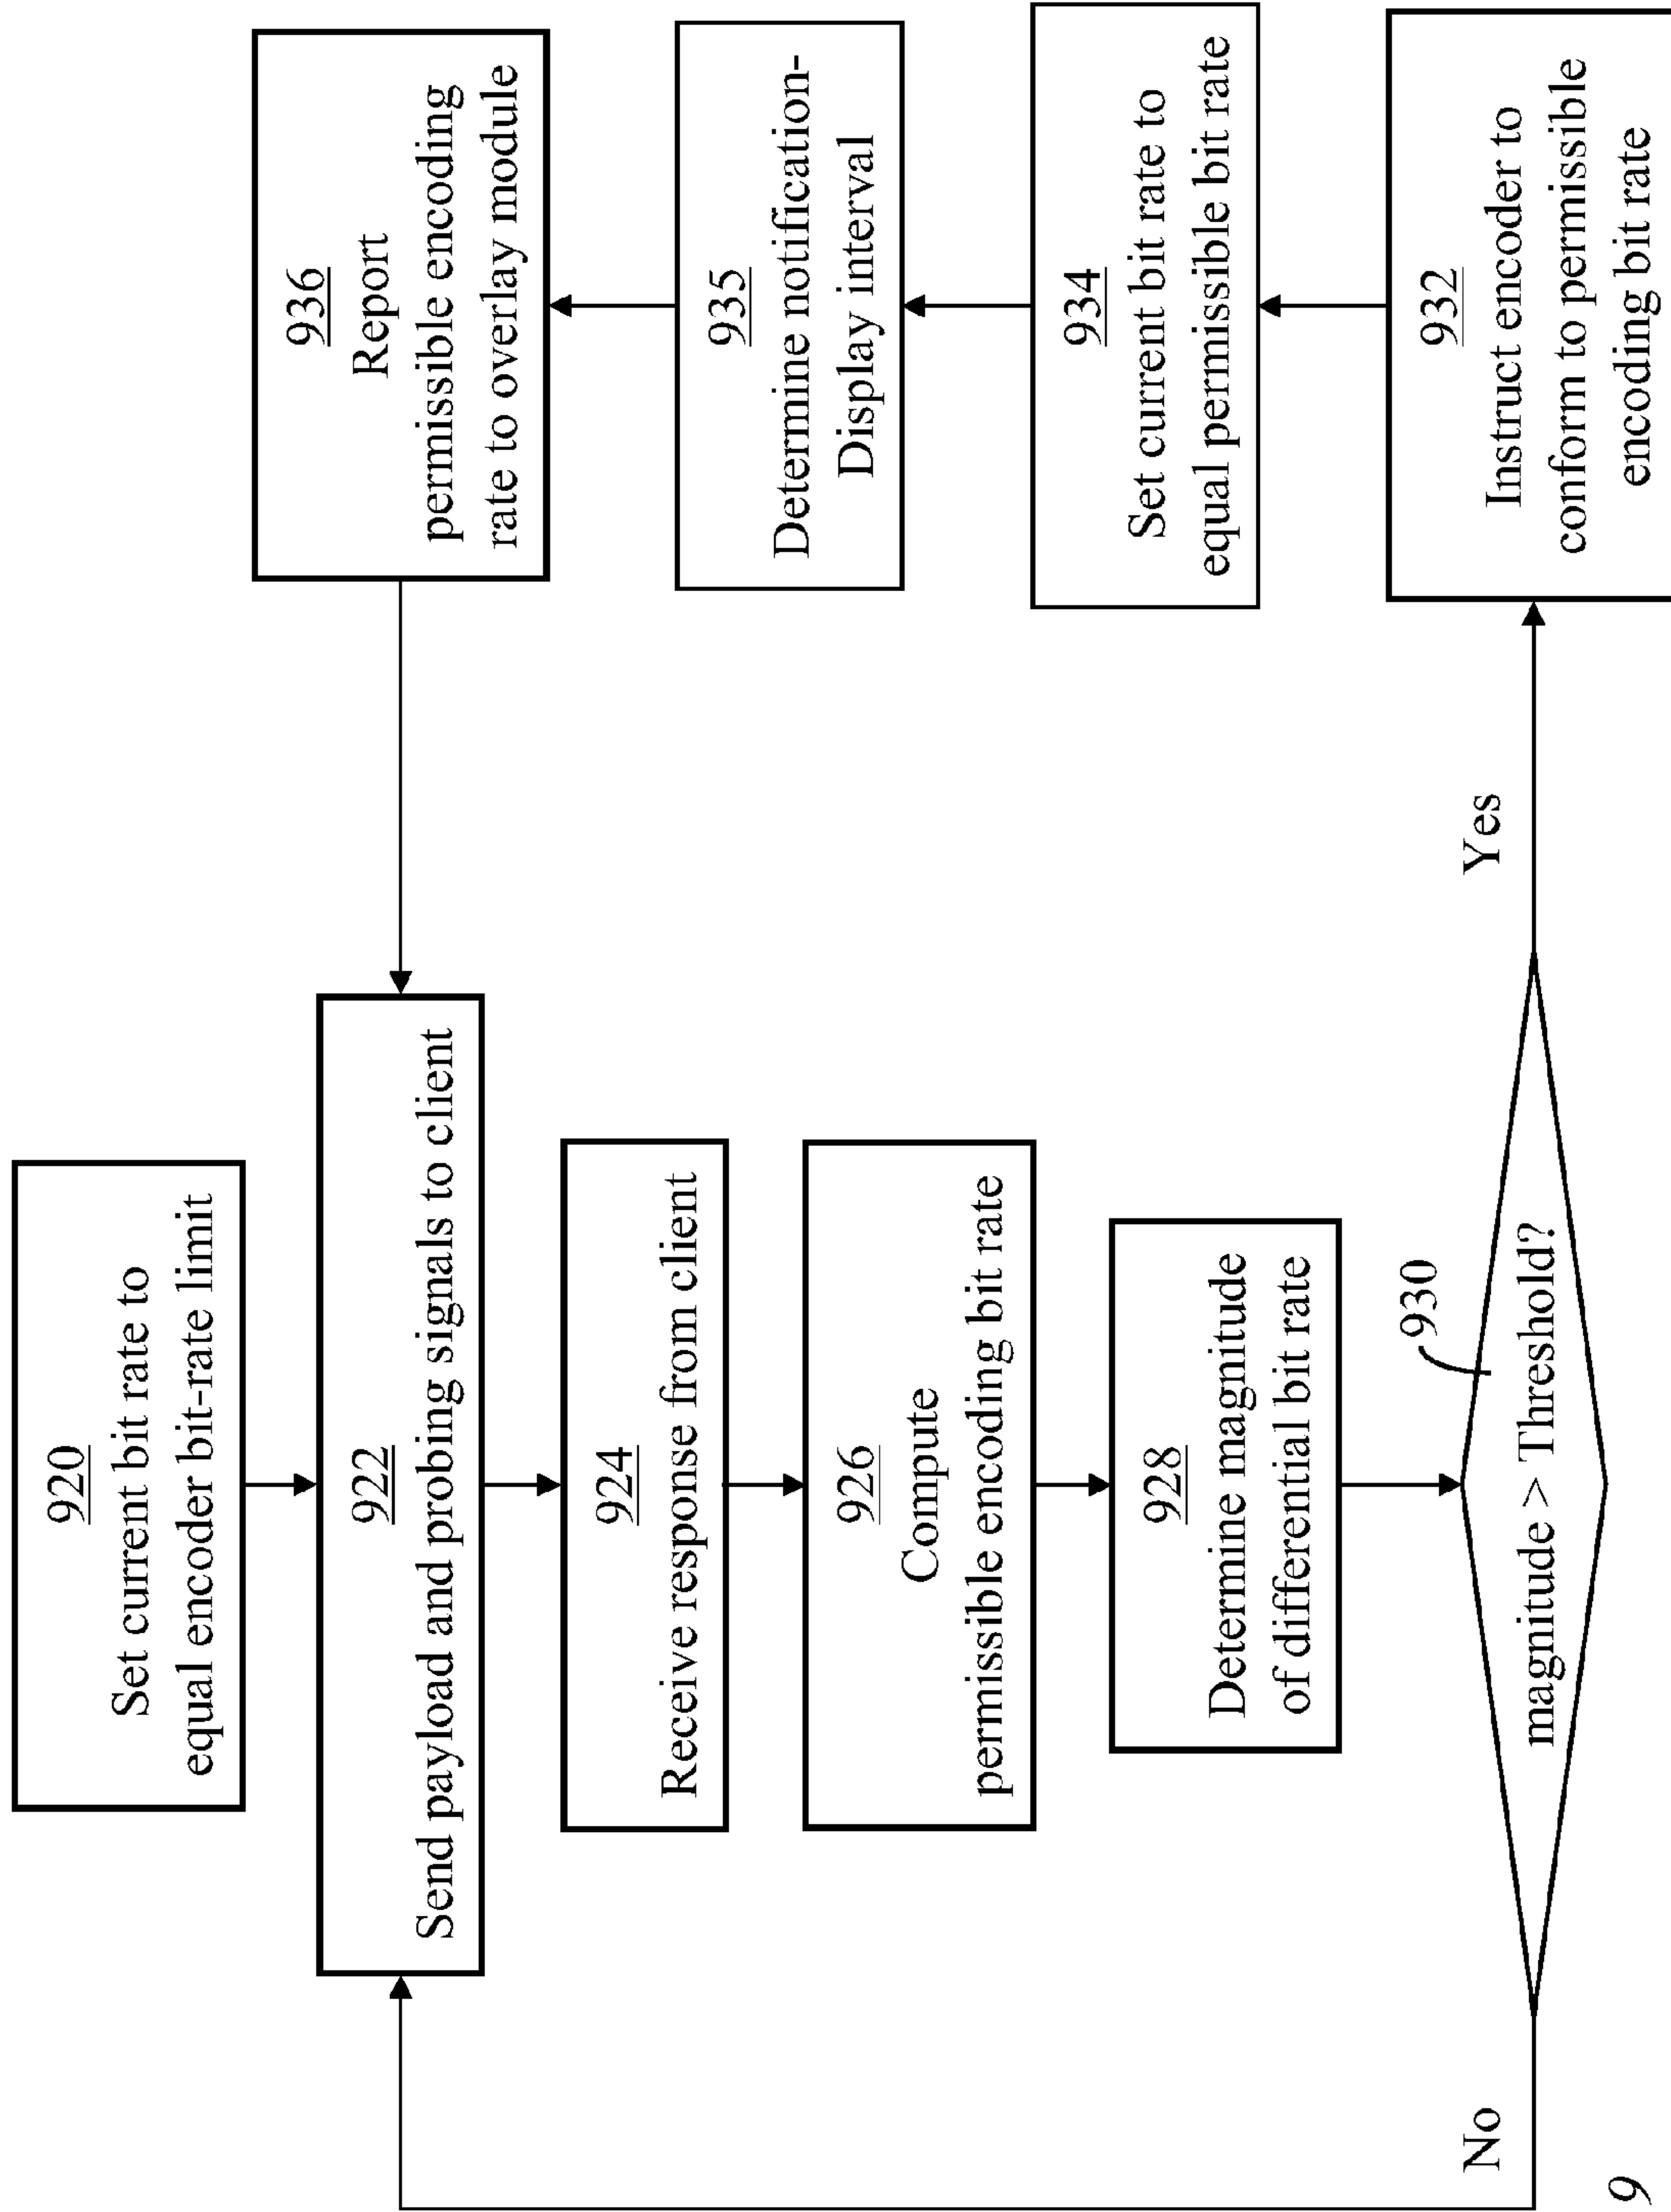 920
Set current bit rate to
equal encoder bit-rate limit
922
Send payload and probing signals to client
924
Receive response from client
926
Compute
permissible encoding bit rate
928
Determine magnitude
of differential bit rate
930
magnitude > Threshold?
No
Yes
936
Report
permissible encoding
rate to overlay module
935
Determine notification-
Display interval
934
Set current bit rate to
equal permissible bit rate
932
Instruct encoder to
conform to permissible
encoding bit rate
9